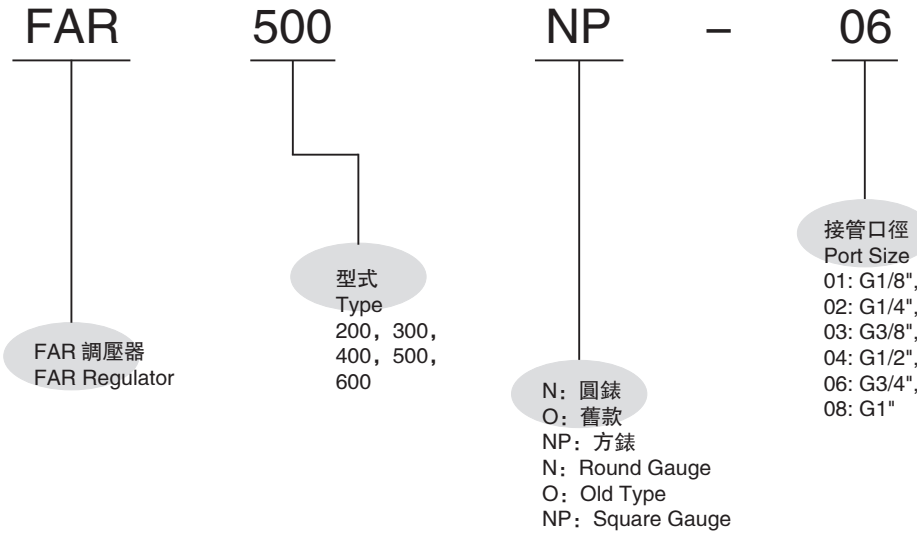 FAR 500 NP – 06
FAR 調壓器
FAR Regulator
型式
Type
200，300，
400，500，
600
N：圓錶
O：舊款
NP：方錶
N：Round Gauge
O：Old Type
NP：Square Gauge
接管口徑
Port Size
01: G1/8",
02: G1/4",
03: G3/8",
04: G1/2",
06: G3/4",
08: G1"